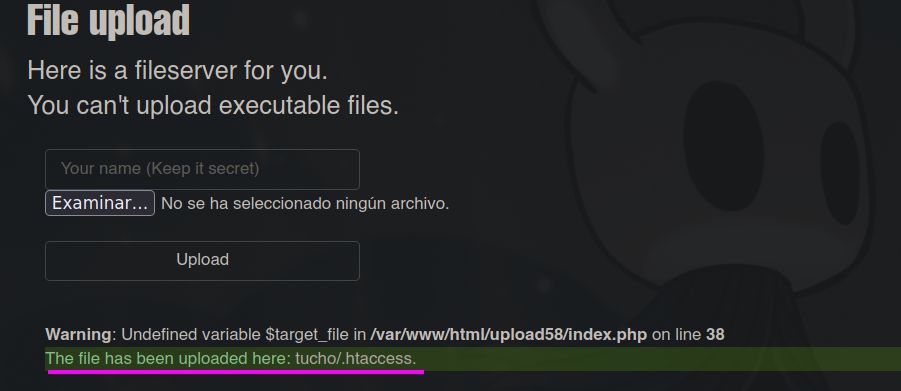 File upload
Here is a fileserver for you.
You can't upload executable files.
Your name (Keep it secret)
Examinar... No se ha seleccionado ningún archivo.
Upload
Warning: Undefined variable $target_file in /var/www/html/upload58/index.php on line 38
The file has been uploaded here: tucho/.htaccess.